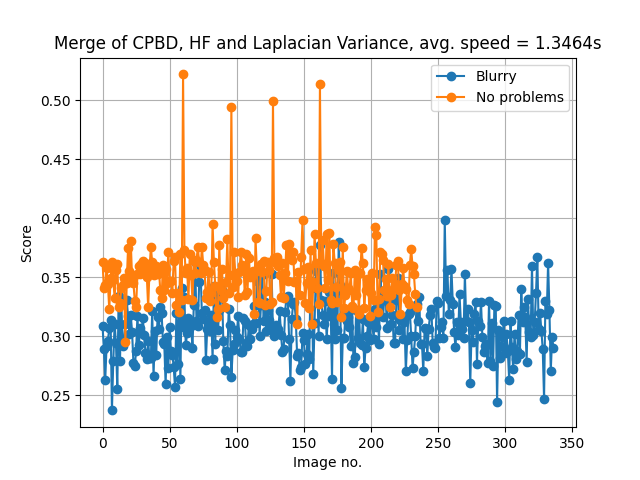 Merge of CPBD, HF and Laplacian Variance, avg. speed = 1.3464s
Blurry
No problems
0.50
0.45
0.40
0.35
0.30
0.25
Score
0 50 100 150 200 250 300 350
Image no.